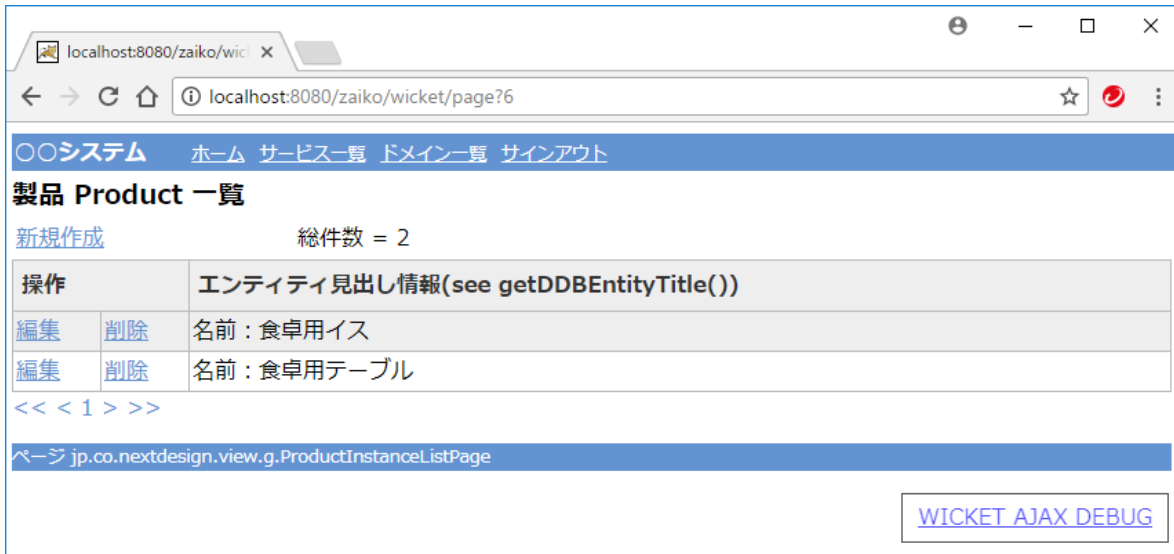 localhost:8080/zaiko/wic
localhost:8080/zaiko/wicket/page?6
○○システム ホーム サービス一覧 ドメイン一覧 サインアウト
製品 Product 一覧
新規作成 総件数 = 2
操作 エンティティ見出し情報(see getDDBEntityTitle())
編集 削除 名前：食卓用イス
編集 削除 名前：食卓用テーブル
<< < 1 > >>
ページ jp.co.nextdesign.view.g.ProductInstanceListPage
WICKET AJAX DEBUG